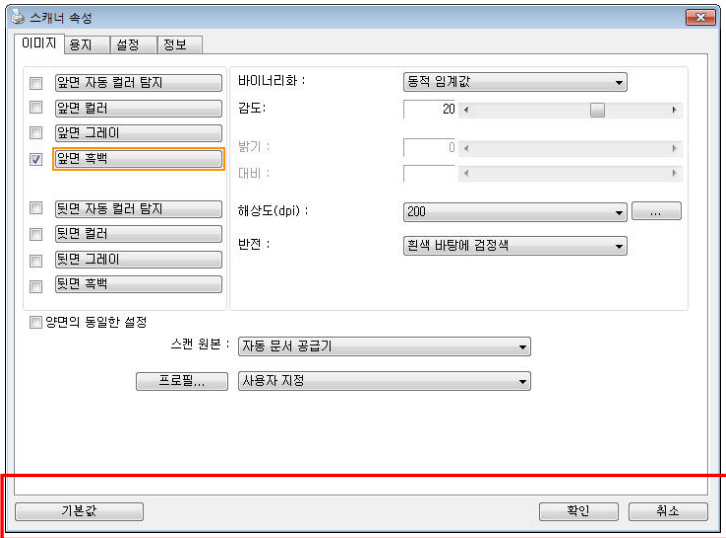 스캐너 속성
이미지 용지 설정 정보
앞면 자동 컬러 탐지
앞면 컬러
앞면 그레이
앞면 흑백
뒷면 자동 컬러 탐지
뒷면 컬러
뒷면 그레이
뒷면 흑백
바이너리화 : 동적 임계값
감도: 20
밝기 : 0
대비 :
해상도(dpi) : 200 ...
반전 : 흰색 바탕에 검정색
양면의 동일한 설정
스캔 원본 : 자동 문서 공급기
프로필... 사용자 지정
기본값 확인 취소